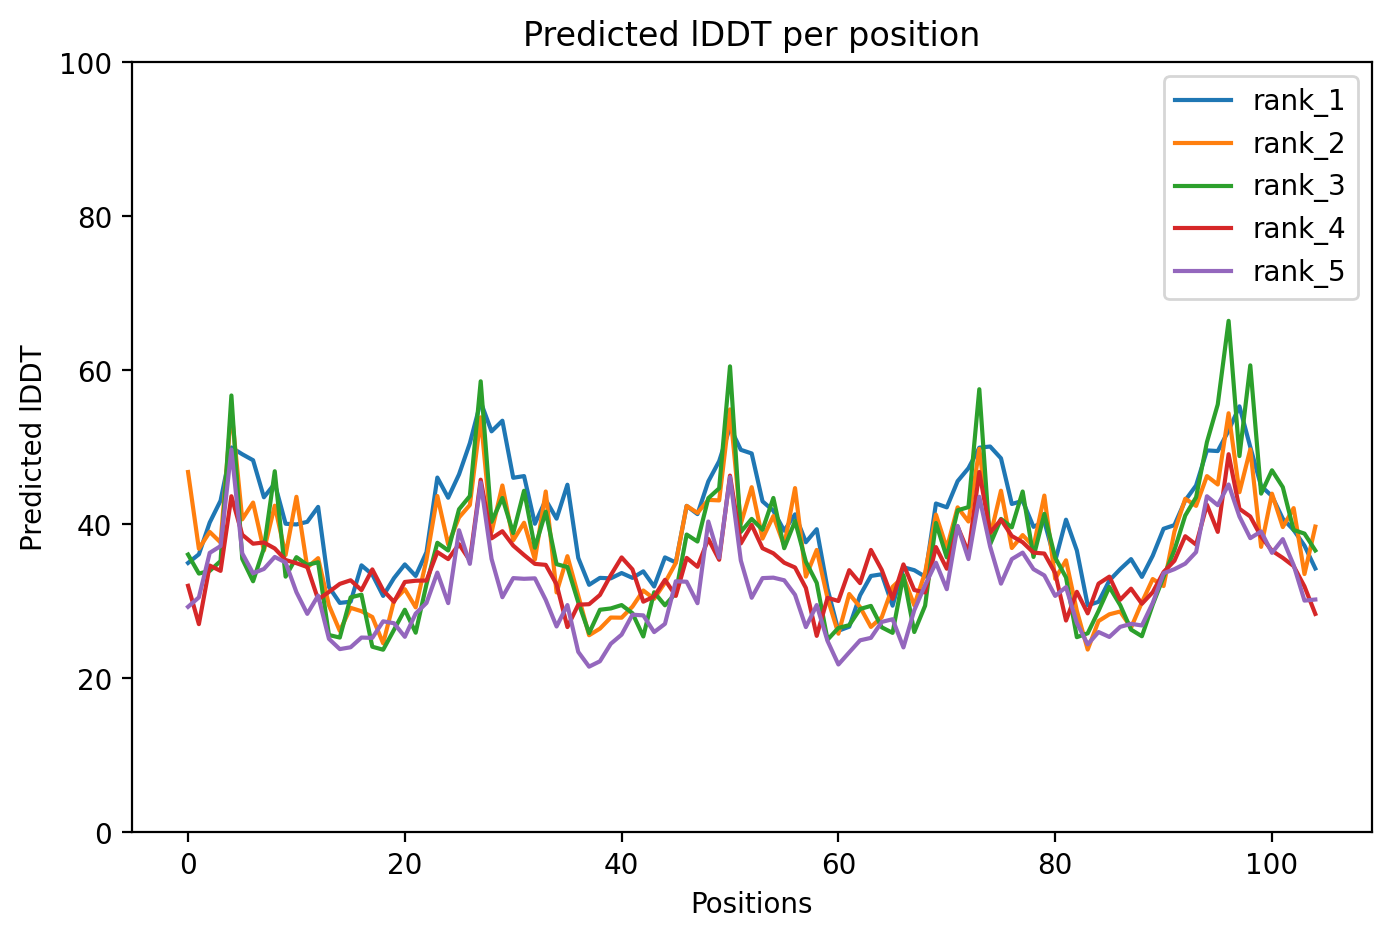 Predicted lDDT per position
100
80
60
40
20
0
Predicted lDDT
rank_1
rank_2
rank_3
rank_4
rank_5
0 20 40 60 80 100
Positions